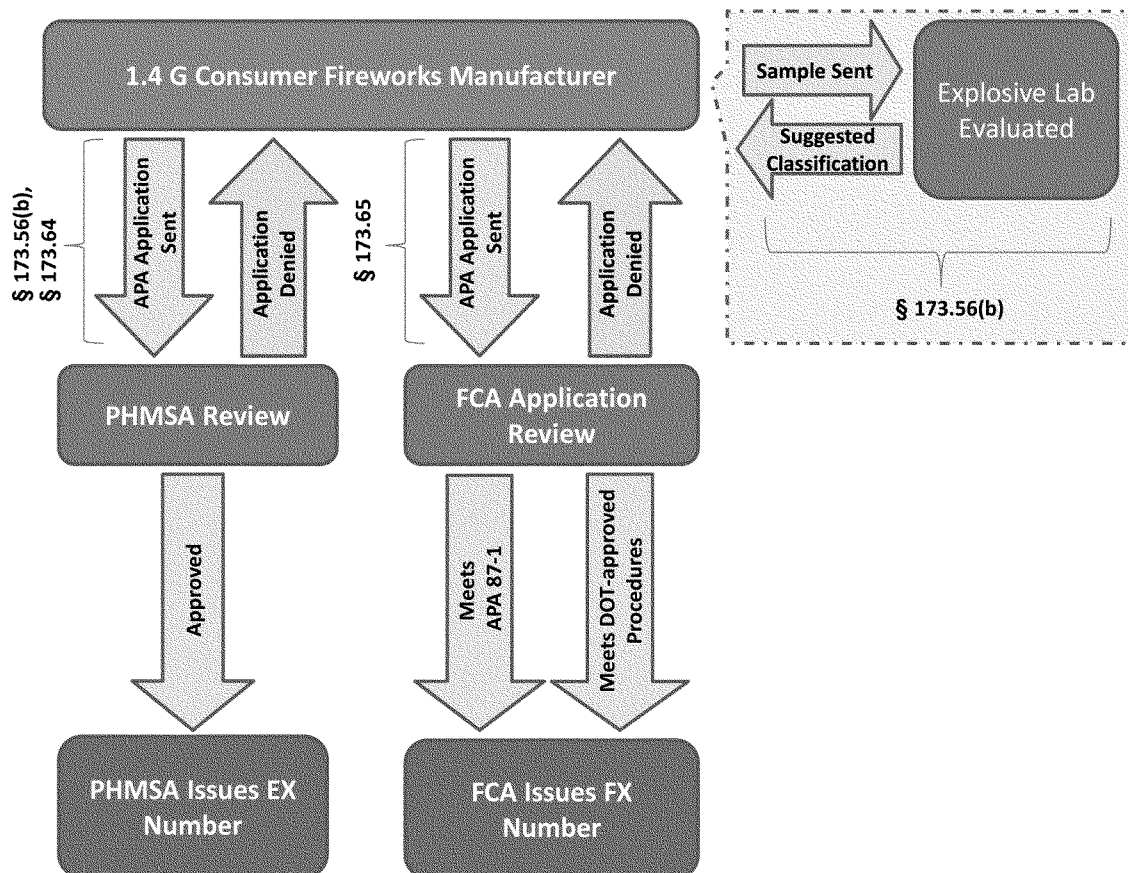 1.4 G Consumer Fireworks Manufacturer
Sample Sent
Suggested
Classification
Explosive Lab
Evaluated
§ 173.56(b)
§ 173.56(b),
§ 173.64
APA Application
Sent
Application
Denied
§ 173.65
APA Application
Sent
Application
Denied
PHMSA Review
FCA Application
Review
Approved
Meets
APA 87-1
Meets DOT-approved
Procedures
PHMSA Issues EX
Number
FCA Issues FX
Number